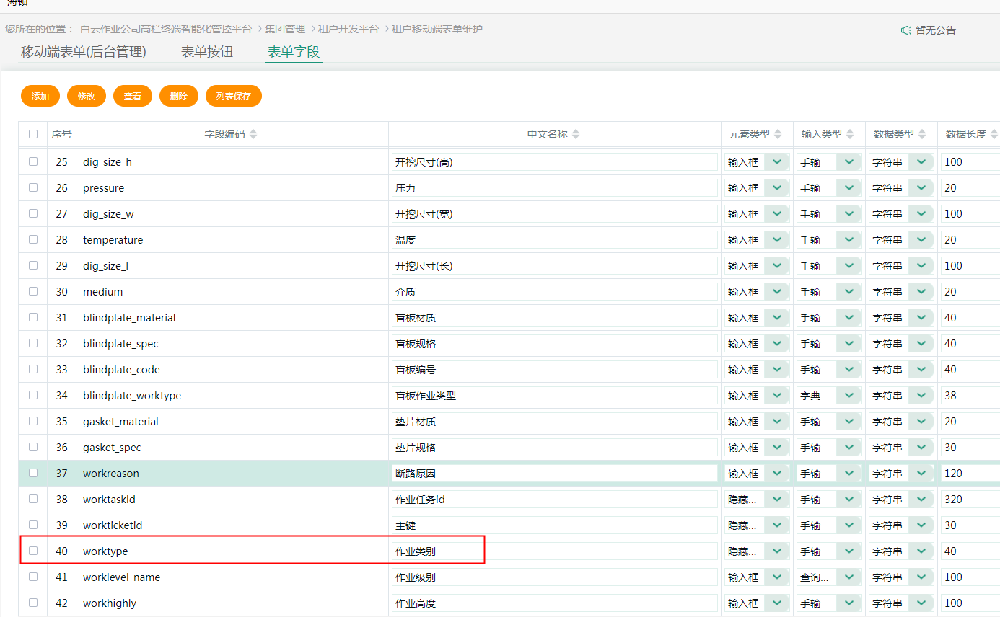 海顿
您所在的位置： 白云作业公司高栏终端智能化管控平台 > 集团管理 > 租户开发平台 > 租户移动端表单维护
暂无公告
移动端表单(后台管理) 表单按钮 表单字段
添加 修改 查看 删除 列表保存
序号 字段编码 中文名称 元素类型 输入类型 数据类型 数据长度
25 dig_size_h 开挖尺寸(高) 输入框 手输 字符串 100
26 pressure 压力 输入框 手输 字符串 20
27 dig_size_w 开挖尺寸(宽) 输入框 手输 字符串 100
28 temperature 温度 输入框 手输 字符串 20
29 dig_size_l 开挖尺寸(长) 输入框 手输 字符串 100
30 medium 介质 输入框 手输 字符串 20
31 blindplate_material 盲板材质 输入框 手输 字符串 40
32 blindplate_spec 盲板规格 输入框 手输 字符串 40
33 blindplate_code 盲板编号 输入框 手输 字符串 40
34 blindplate_worktype 盲板作业类型 输入框 字典 字符串 38
35 gasket_material 垫片材质 输入框 手输 字符串 20
36 gasket_spec 垫片规格 输入框 手输 字符串 30
37 workreason 断路原因 输入框 手输 字符串 120
38 worktaskid 作业任务id 隐藏... 手输 字符串 320
39 workticketid 主键 隐藏... 手输 字符串 30
40 worktype 作业类别 隐藏... 手输 字符串 40
41 worklevel_name 作业级别 输入框 查询... 字符串 100
42 workhighly 作业高度 输入框 手输 字符串 100